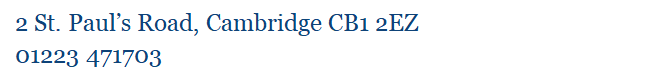 2 St. Paul’s Road, Cambridge CB1 2EZ
01223 471703